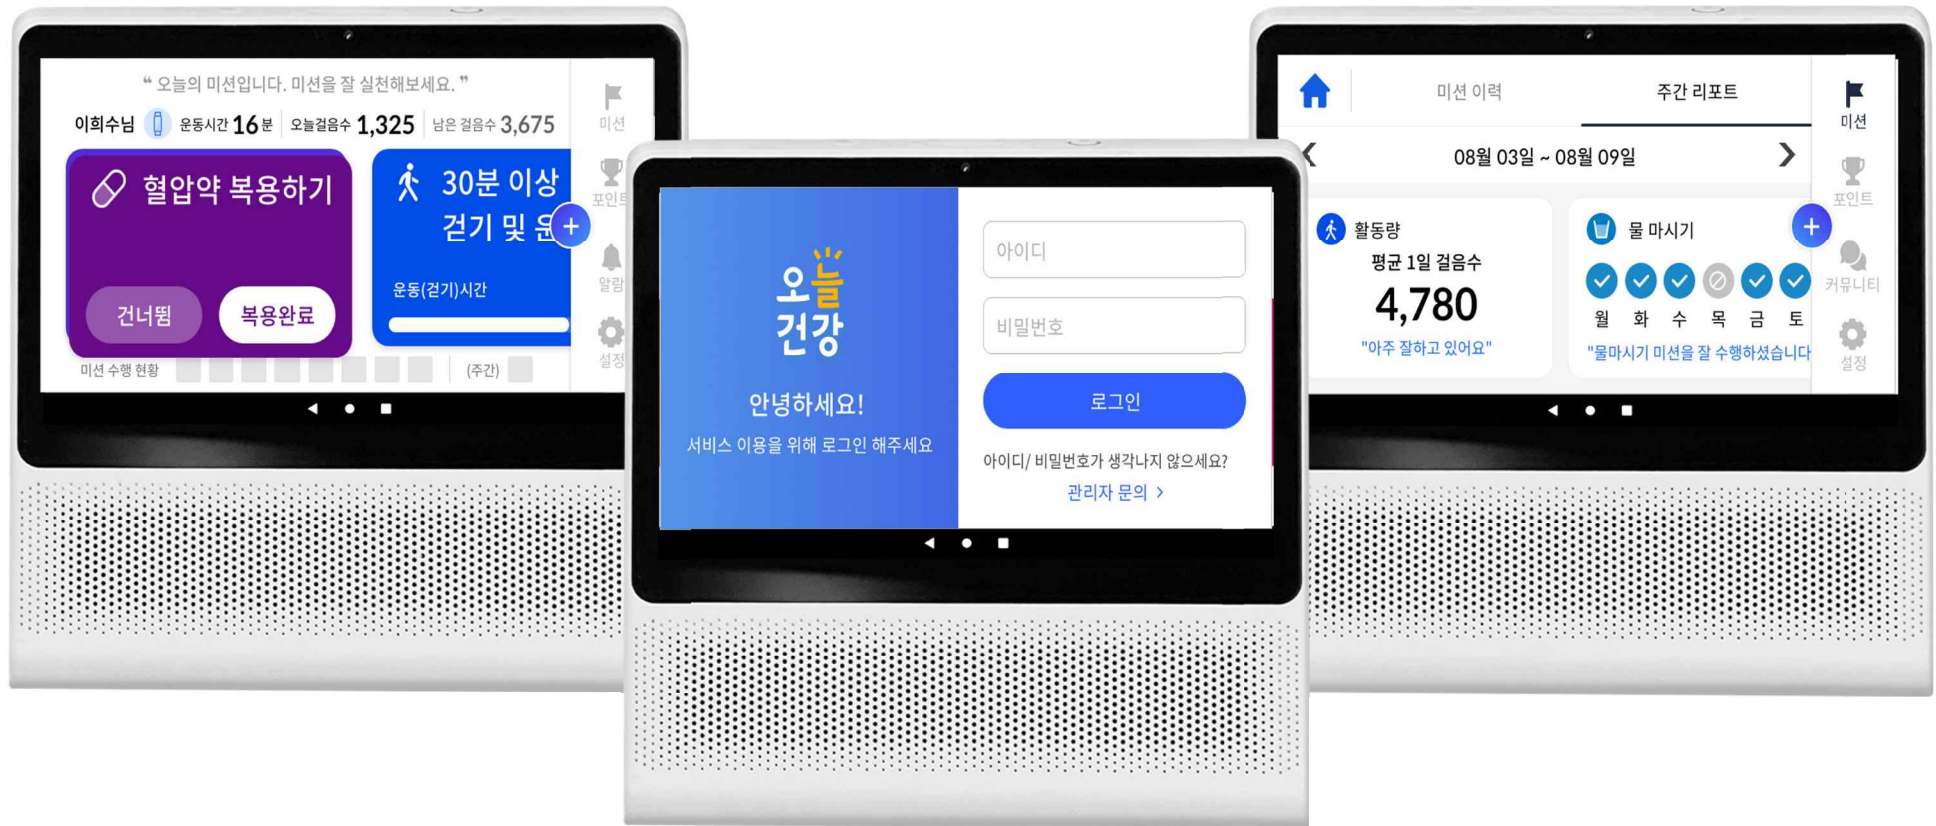 “ 오늘의 미션입니다. 미션을 잘 실천해보세요. ”
이희수님 운동시간 16 분 오늘걸음수 1,325 남은 걸음수 3,675
혈압약 복용하기
건너뜀 복용완료
30분 이상
걷기 및 운
운동(걷기)시간
미션 수행 현황 (주간)
미션
포인트
알람
설정
오늘
건강
안녕하세요!
서비스 이용을 위해 로그인 해주세요
아이디
비밀번호
로그인
아이디/ 비밀번호가 생각나지 않으세요?
관리자 문의 >
미션 이력 주간 리포트
08월 03일 ~ 08월 09일
활동량
평균 1일 걸음수
4,780
"아주 잘하고 있어요"
물 마시기
월 화 수 목 금 토
"물마시기 미션을 잘 수행하셨습니다
미션
포인트
커뮤니티
설정